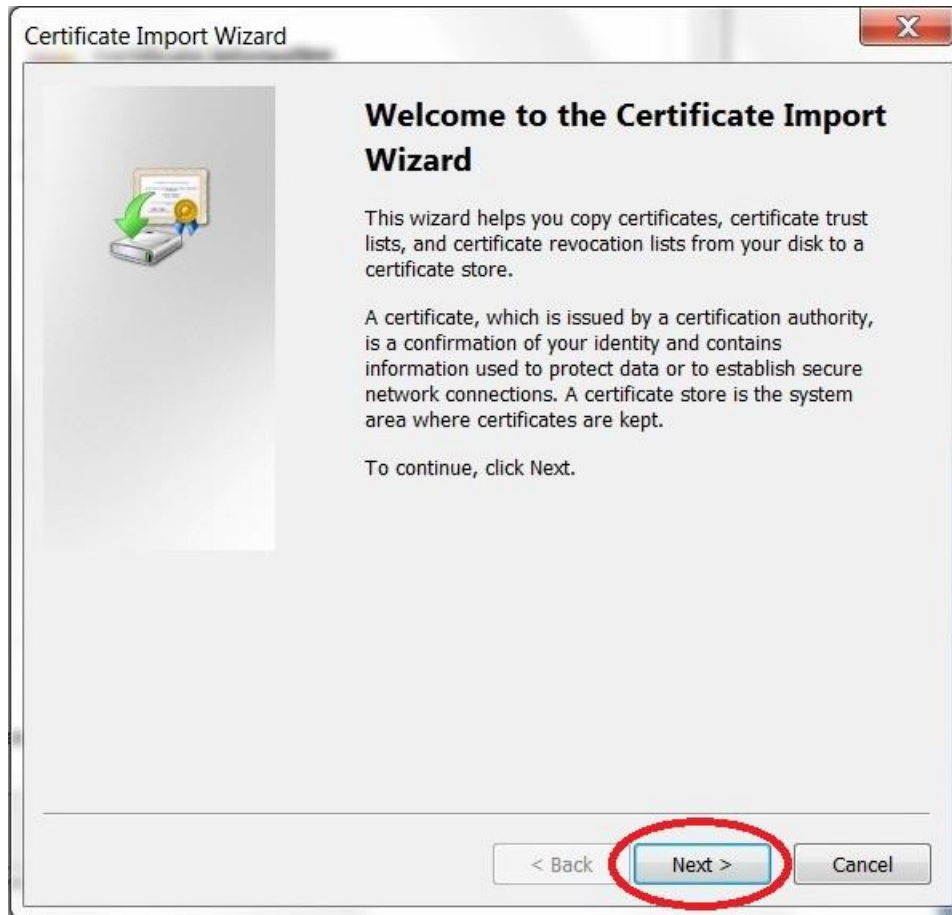 Certificate Import Wizard
Welcome to the Certificate Import
Wizard
This wizard helps you copy certificates, certificate trust
lists, and certificate revocation lists from your disk to a
certificate store.
A certificate, which is issued by a certification authority,
is a confirmation of your identity and contains
information used to protect data or to establish secure
network connections. A certificate store is the system
area where certificates are kept.
To continue, click Next.
< Back Next > Cancel